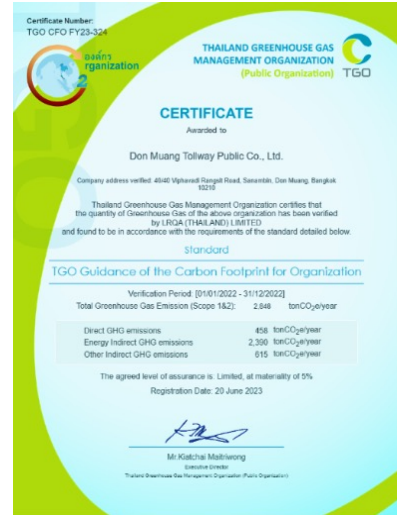 Certificate Number:
TGO CFO FY23-324
องค์กร
rganization
2
THAILAND GREENHOUSE GAS
MANAGEMENT ORGANIZATION
(Public Organization)
TGO
CERTIFICATE
Awarded to
Don Muang Tollway Public Co., Ltd.
Company address verified: 40/40 Viphavadi Rangsit Road, Sanambin, Don Muang, Bangkok
10210
Thailand Greenhouse Gas Management Organization certifies that
the quantity of Greenhouse Gas of the above organization has been verified
by LRQA (THAILAND) LIMITED
and found to be in accordance with the requirements of the standard detailed below.
Standard
TGO Guidance of the Carbon Footprint for Organization
Verification Period: [01/01/2022 - 31/12/2022]
Total Greenhouse Gas Emission (Scope 1&2): 2,848 tonCO₂e/year
Direct GHG emissions 458 tonCO₂e/year
Energy Indirect GHG emissions 2,390 tonCO₂e/year
Other Indirect GHG emissions 615 tonCO₂e/year
The agreed level of assurance is: Limited, at materiality of 5%
Registration Date: 20 June 2023
Mr.Kiatchai Maitriwong
Executive Director
Thailand Greenhouse Gas Management Organization (Public Organization)